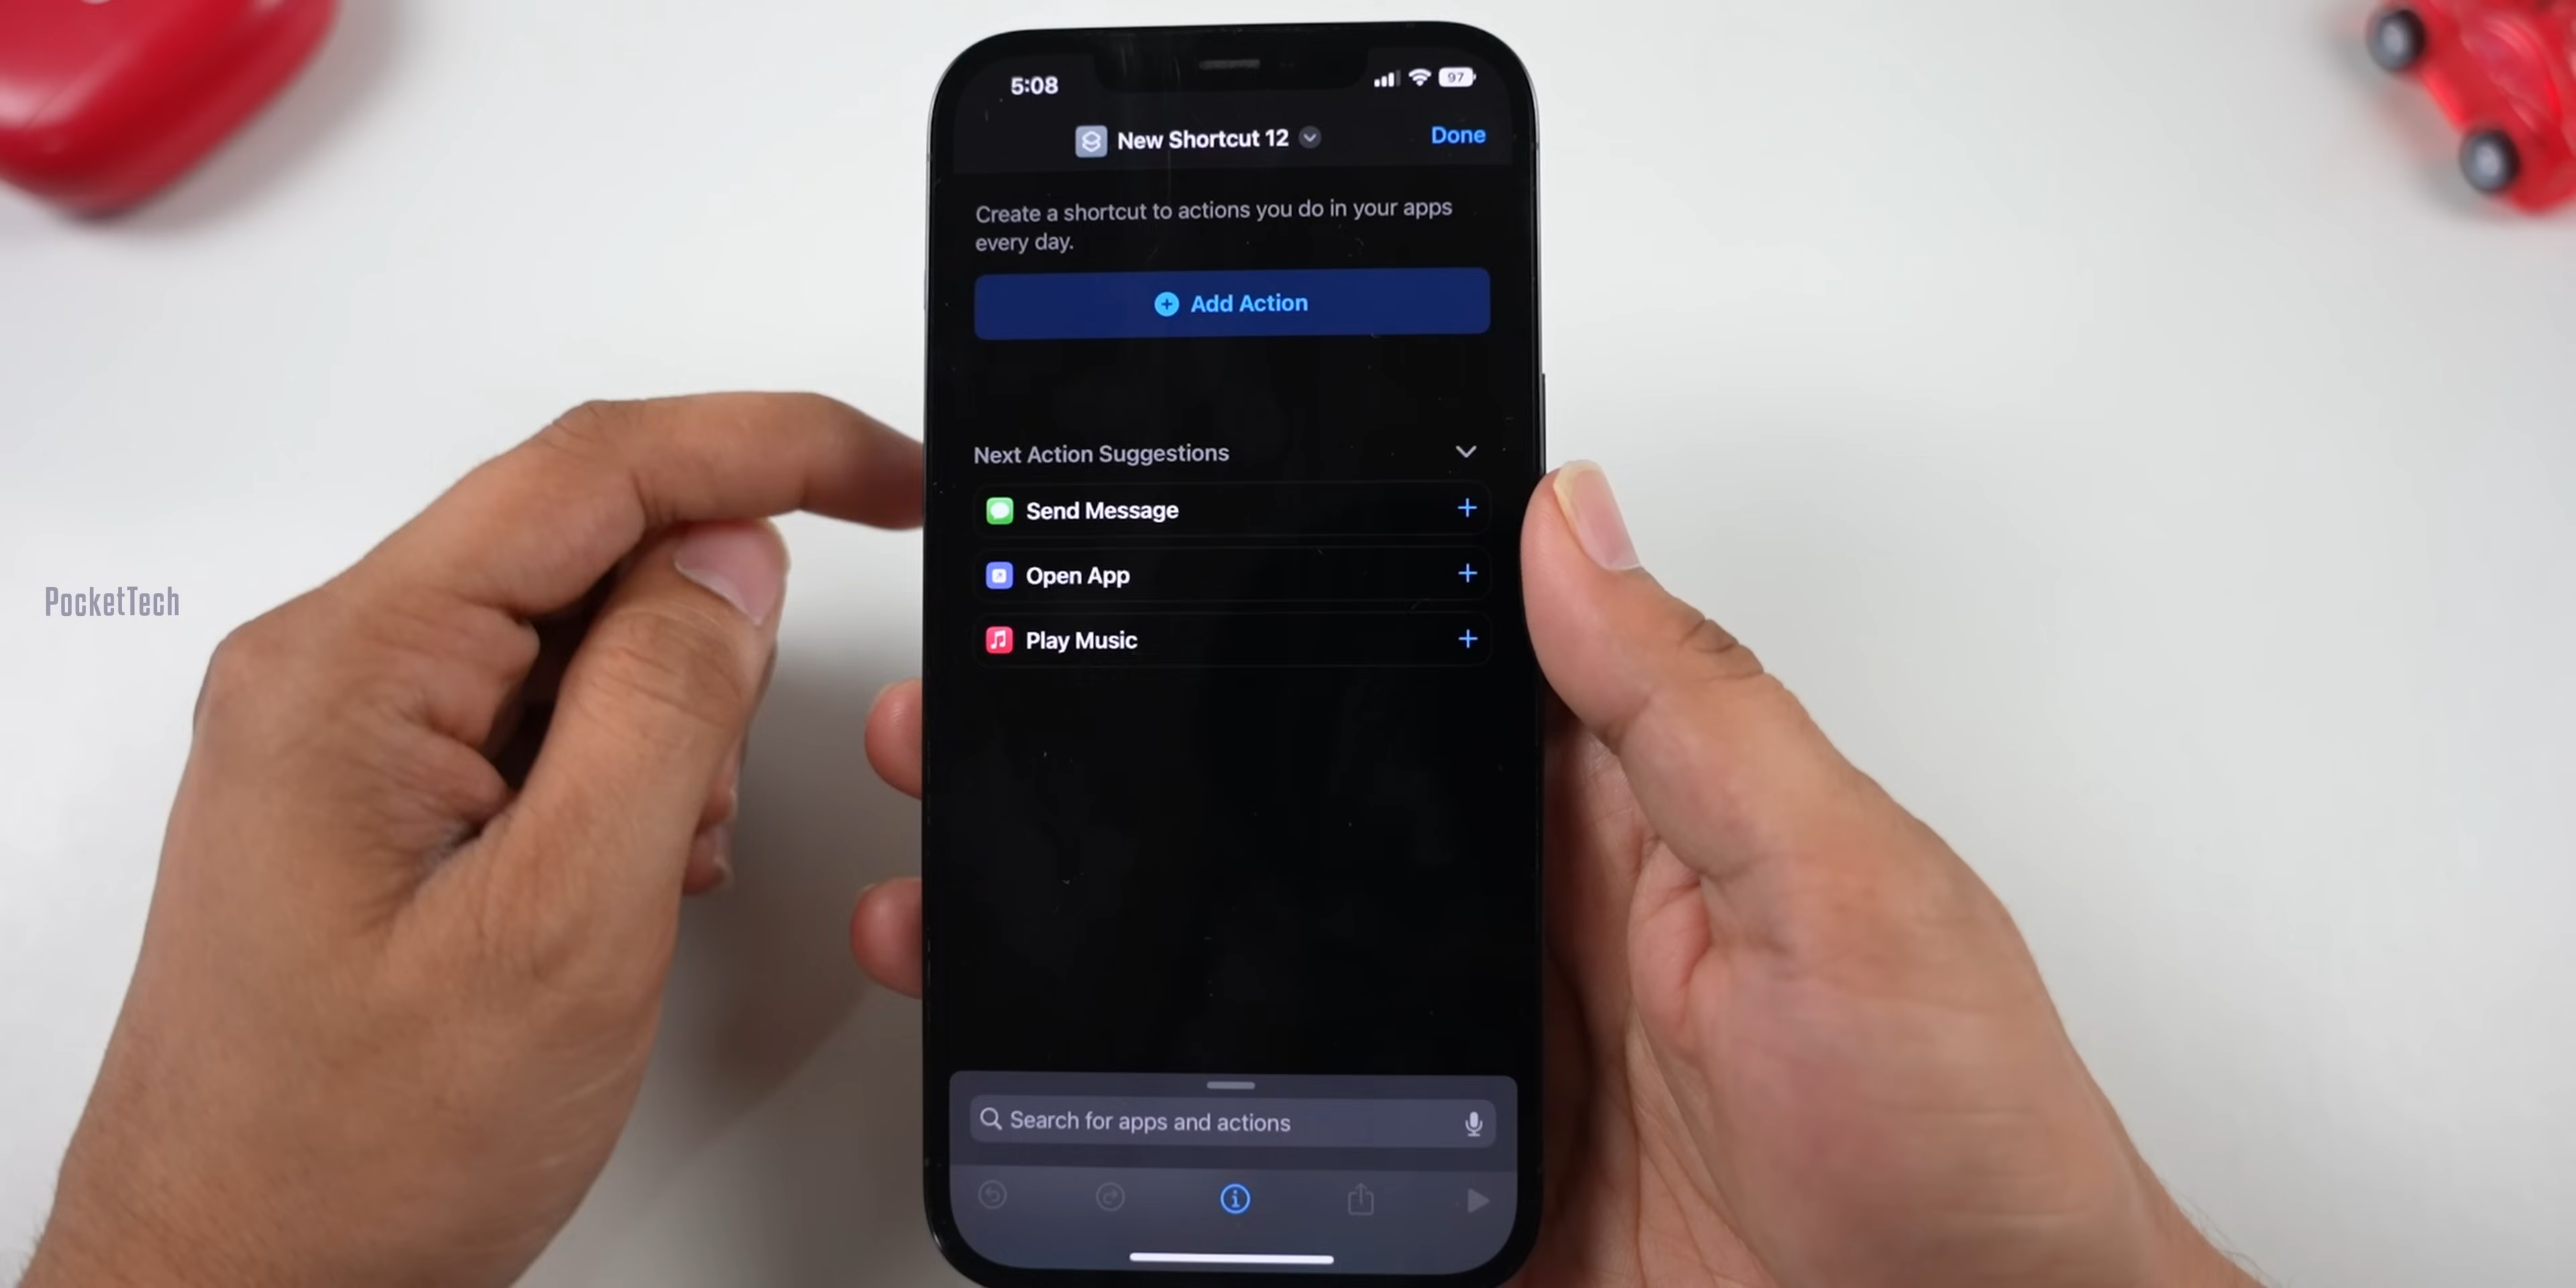 5:08
97
New Shortcut 12
Done
Create a shortcut to actions you do in your apps
every day.
Add Action
Next Action Suggestions
Send Message
Open App
Play Music
PocketTech
Search for apps and actions